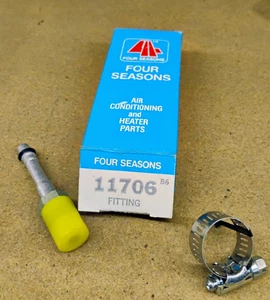 FOUR SEASONS
FOUR
SEASONS
AIR
CONDITIONING
and
HEATER
PARTS
FOUR SEASONS
11706
FITTING